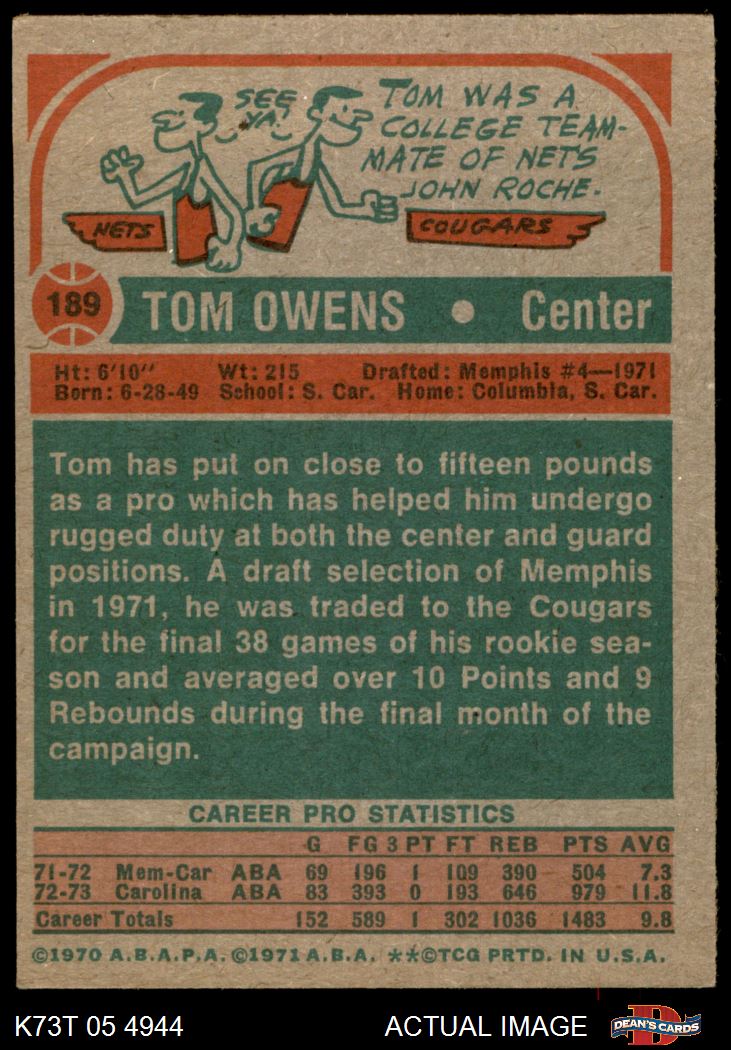 SEE YA!
TOM WAS A
COLLEGE TEAM-
MATE OF NETS
JOHN ROCHE.
NETS
COUGARS
189 TOM OWENS • Center
Ht: 6'10" Wt: 215 Drafted: Memphis #4—1971
Born: 6-28-49 School: S. Car. Home: Columbia, S. Car.
Tom has put on close to fifteen pounds
as a pro which has helped him undergo
rugged duty at both the center and guard
positions. A draft selection of Memphis
in 1971, he was traded to the Cougars
for the final 38 games of his rookie sea-
son and averaged over 10 Points and 9
Rebounds during the final month of the
campaign.
CAREER PRO STATISTICS
G FG 3 PT FT REB PTS AVG
71-72 Mem-Car ABA 69 196 1 109 390 504 7.3
72-73 Carolina ABA 83 393 0 193 646 979 11.8
Career Totals 152 589 1 302 1036 1483 9.8
©1970 A.B.A.P.A. ©1971 A.B.A. **©TCG PRTD. IN U.S.A.
K73T 05 4944 ACTUAL IMAGE D DEAN'S CARDS